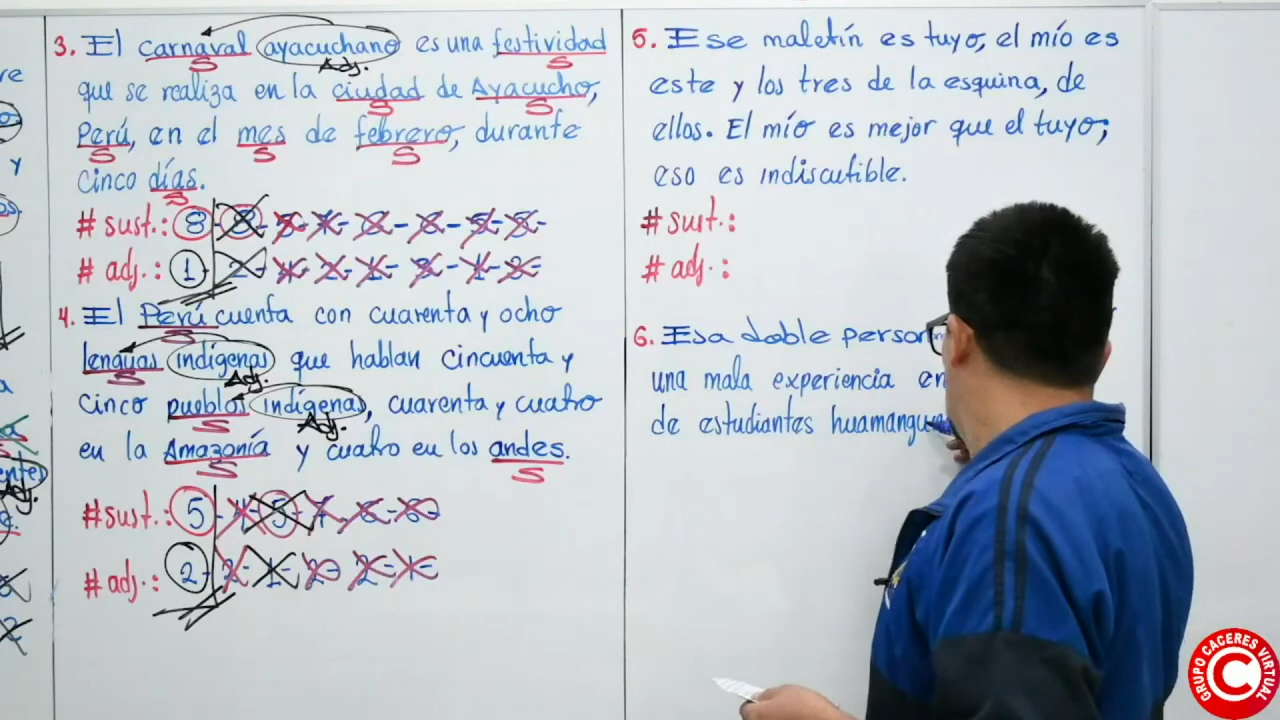 3. El carnaval ayacuchano es una festividad
S Adj. S
que se realiza en la ciudad de Ayacucho,
S S
Perú, en el mes de febrero, durante
S S S
cinco días.
S
# sust.: 8
# adj.: 1
4. El Perú cuenta con cuarenta y ocho
S
lenguas indígenas que hablan cincuenta y
S Adj.
cinco pueblos indígenas, cuarenta y cuatro
S Adj.
en la Amazonía y cuatro en los andes.
S S
# sust.: 5
# adj.: 2
5. Ese maletín es tuyo, el mío es
este y los tres de la esquina, de
ellos. El mío es mejor que el tuyo;
eso es indiscutible.
# sust.:
# adj.:
6. Esa doble
una mala experiencia en
de estudiantes
GRUPO CACERES VIRTUAL
C